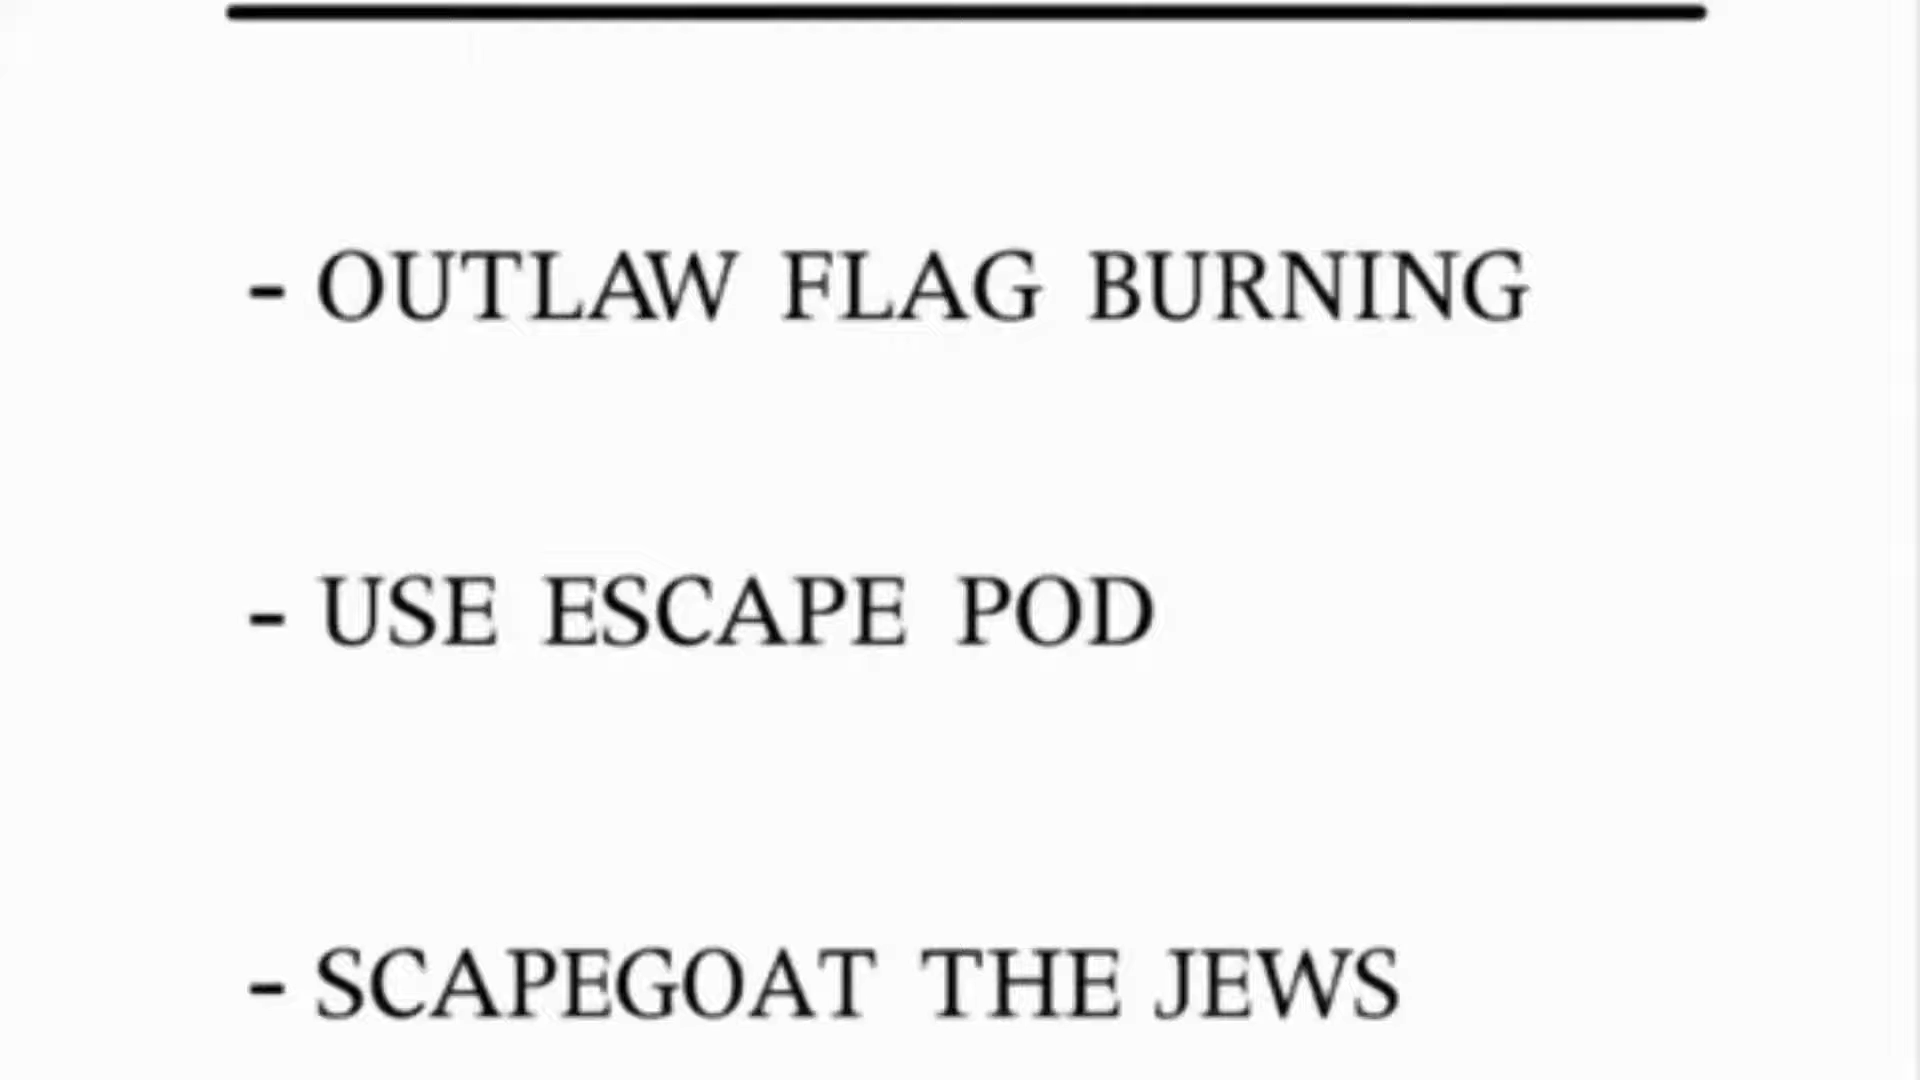 - OUTLAW FLAG BURNING
- USE ESCAPE POD
- SCAPEGOAT THE JEWS